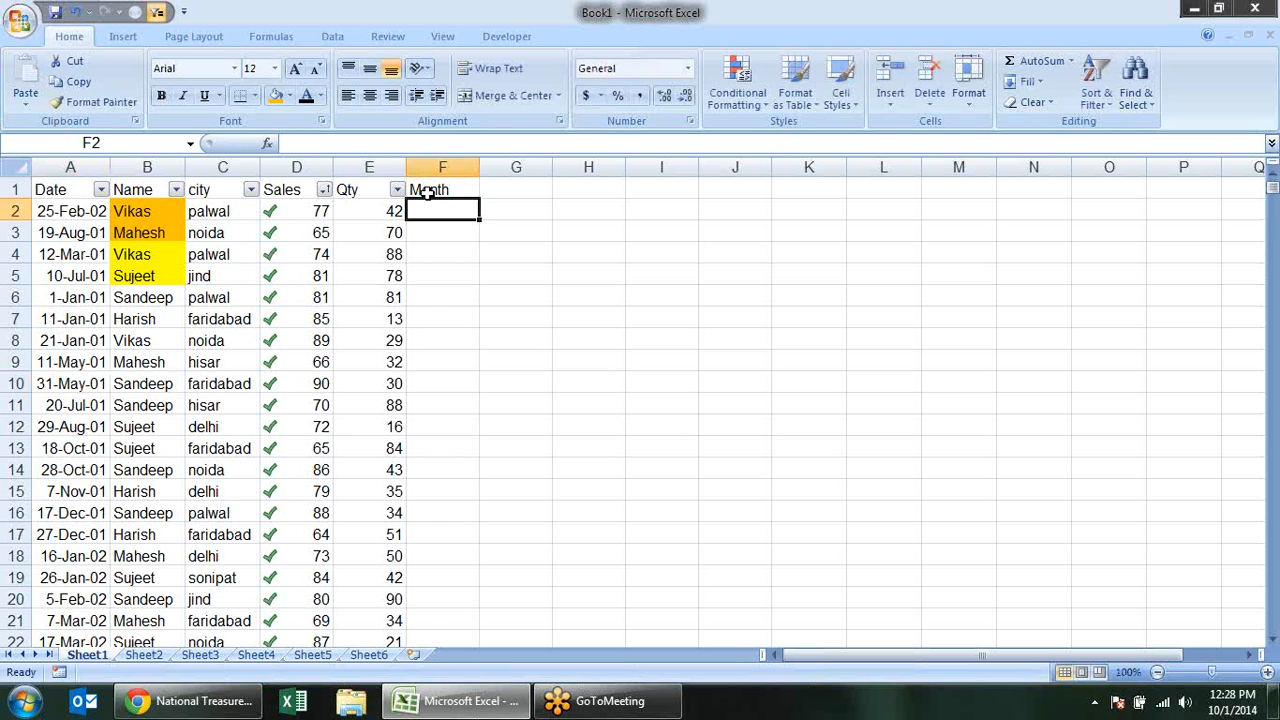 Book1 - Microsoft Excel
Home Insert Page Layout Formulas Data Review View Developer
Paste
Cut
Copy
Format Painter
Clipboard
Arial 12
B I U A
Font
Wrap Text
Merge & Center
Alignment
General
$ % ,
Number
Conditional Formatting
Format as Table
Cell Styles
Styles
Insert Delete Format
Cells
AutoSum
Fill
Clear
Sort & Filter
Find & Select
Editing
F2 fx
A B C D E F G H I J K L M N O P Q
1 Date Name city Sales Qty Month
2 25-Feb-02 Vikas palwal 77 42
3 19-Aug-01 Mahesh noida 65 70
4 12-Mar-01 Vikas palwal 74 88
5 10-Jul-01 Sujeet jind 81 78
6 1-Jan-01 Sandeep palwal 81 81
7 11-Jan-01 Harish faridabad 85 13
8 21-Jan-01 Vikas noida 89 29
9 11-May-01 Mahesh hisar 66 32
10 31-May-01 Sandeep faridabad 90 30
11 20-Jul-01 Sandeep hisar 70 88
12 29-Aug-01 Sujeet delhi 72 16
13 18-Oct-01 Sujeet faridabad 65 84
14 28-Oct-01 Sandeep noida 86 43
15 7-Nov-01 Harish delhi 79 35
16 17-Dec-01 Sandeep palwal 88 34
17 27-Dec-01 Harish faridabad 64 51
18 16-Jan-02 Mahesh delhi 73 50
19 26-Jan-02 Sujeet sonipat 84 42
20 5-Feb-02 Sandeep jind 80 90
21 7-Mar-02 Mahesh faridabad 69 34
22 17-Mar-02 Sujeet noida 87 21
Sheet1 Sheet2 Sheet3 Sheet4 Sheet5 Sheet6
Ready 100%
National Treasure... Microsoft Excel - ... GoToMeeting
12:28 PM
10/1/2014